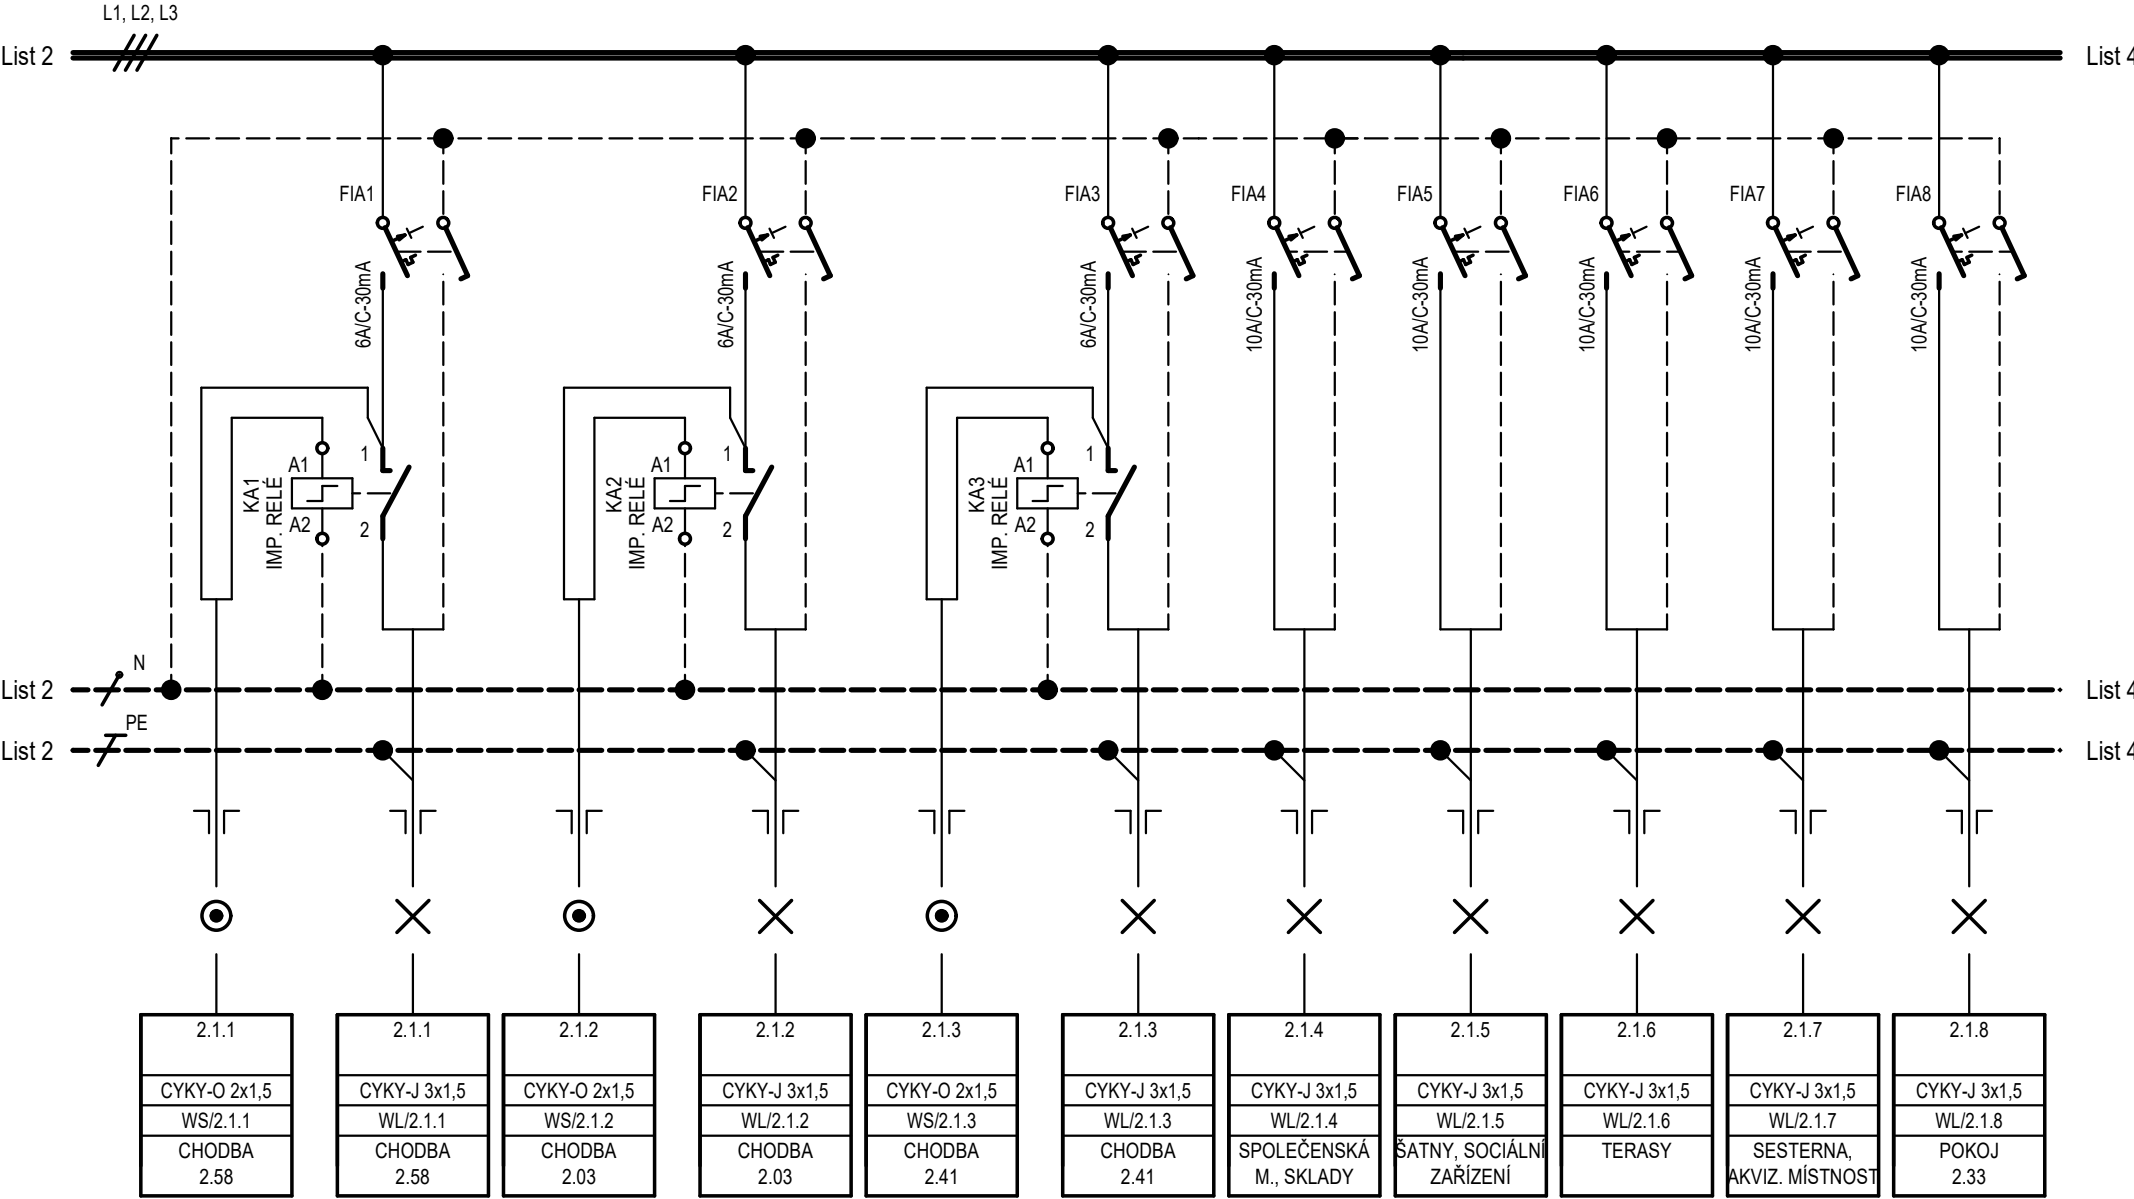 L1, L2, L3
List 2
List 4
FIA1
FIA2
FIA3
FIA4
FIA5
FIA6
FIA7
FIA8
6A/C-30mA
6A/C-30mA
6A/C-30mA
10A/C-30mA
10A/C-30mA
10A/C-30mA
10A/C-30mA
10A/C-30mA
KA1
IMP. RELÉ
A1
A2
1
2
KA2
IMP. RELÉ
A1
A2
1
2
KA3
IMP. RELÉ
A1
A2
1
2
N
List 2
List 4
PE
List 2
List 4
2.1.1
CYKY-O 2x1,5
WS/2.1.1
CHODBA
2.58
2.1.1
CYKY-J 3x1,5
WL/2.1.1
CHODBA
2.58
2.1.2
CYKY-O 2x1,5
WS/2.1.2
CHODBA
2.03
2.1.2
CYKY-J 3x1,5
WL/2.1.2
CHODBA
2.03
2.1.3
CYKY-O 2x1,5
WS/2.1.3
CHODBA
2.41
2.1.3
CYKY-J 3x1,5
WL/2.1.3
CHODBA
2.41
2.1.4
CYKY-J 3x1,5
WL/2.1.4
SPOLEČENSKÁ
M., SKLADY
2.1.5
CYKY-J 3x1,5
WL/2.1.5
ŠATNY, SOCIÁLNÍ
ZAŘÍZENÍ
2.1.6
CYKY-J 3x1,5
WL/2.1.6
TERASY
2.1.7
CYKY-J 3x1,5
WL/2.1.7
SESTERNA,
AKVIZ. MÍSTNOST
2.1.8
CYKY-J 3x1,5
WL/2.1.8
POKOJ
2.33